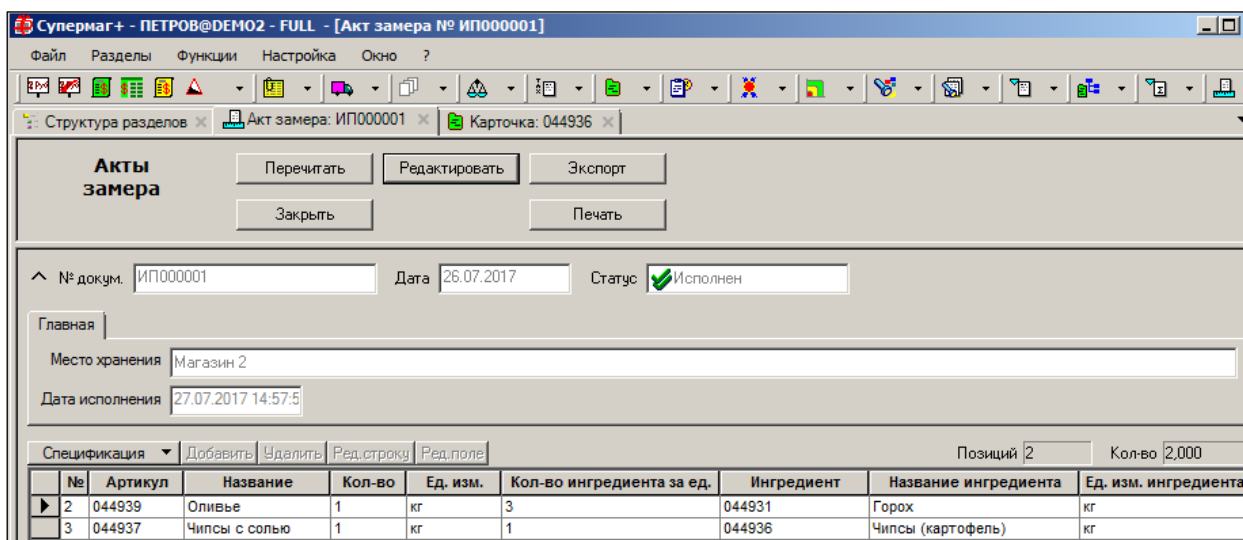 Супермаг+ - ПЕТРОВ@DEMO2 - FULL - [Акт замера № ИП000001]
Файл Разделы Функции Настройка Окно ?
Структура разделов × Акт замера: ИП000001 × Карточка: 044936 ×
Акты замера Перечитать Редактировать Экспорт
Закрыть Печать
№ докум. ИП000001 Дата 26.07.2017 Статус Исполнен
Главная
Место хранения Магазин 2
Дата исполнения 27.07.2017 14:57:5
Спецификация Добавить Удалить Ред.строку Ред.поле Позиций 2 Кол-во 2,000
№ Артикул Название Кол-во Ед. изм. Кол-во ингредиента за ед. Ингредиент Название ингредиента Ед. изм. ингредиента
2 044939 Оливье 1 кг 3 044931 Горох кг
3 044937 Чипсы с солью 1 кг 1 044936 Чипсы (картофель) кг